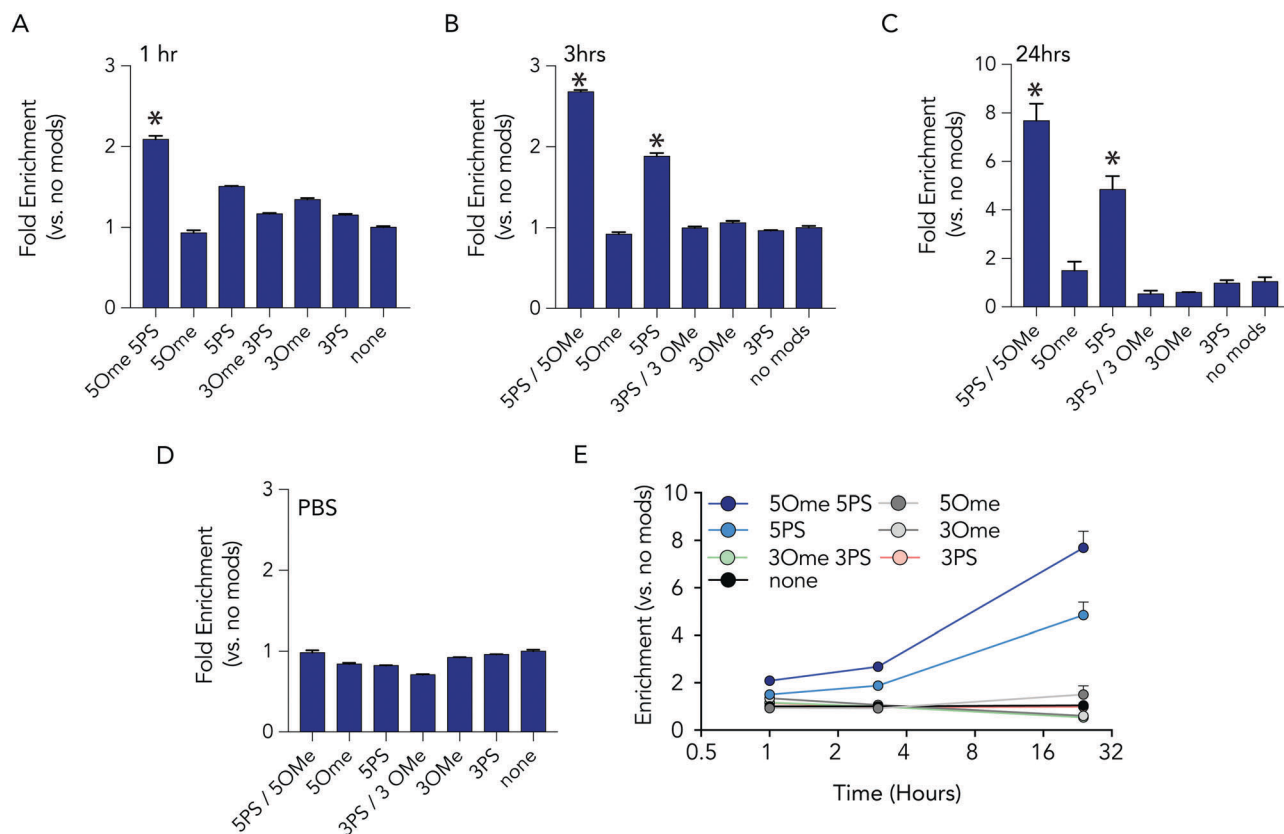 A
1 hr
Fold Enrichment
(vs. no mods)
3
2
1
0
*
5Ome 5PS
5Ome
5PS
3Ome 3PS
3Ome
3PS
none
B
3hrs
Fold Enrichment
(vs. no mods)
3
2
1
0
*
*
5PS / 5OMe
5Ome
5PS
3PS / 3 OMe
3OMe
3PS
no mods
C
24hrs
Fold Enrichment
(vs. no mods)
10
8
6
4
2
0
*
*
5PS / 5OMe
5Ome
5PS
3PS / 3 OMe
3OMe
3PS
no mods
D
PBS
Fold Enrichment
(vs. no mods)
3
2
1
0
5PS / 5OMe
5Ome
5PS
3PS / 3 OMe
3OMe
3PS
none
E
Enrichment (vs. no mods)
10
8
6
4
2
0
5Ome 5PS
5Ome
5PS
3Ome
3Ome 3PS
3PS
none
0.5
1
2
4
8
16
32
Time (Hours)